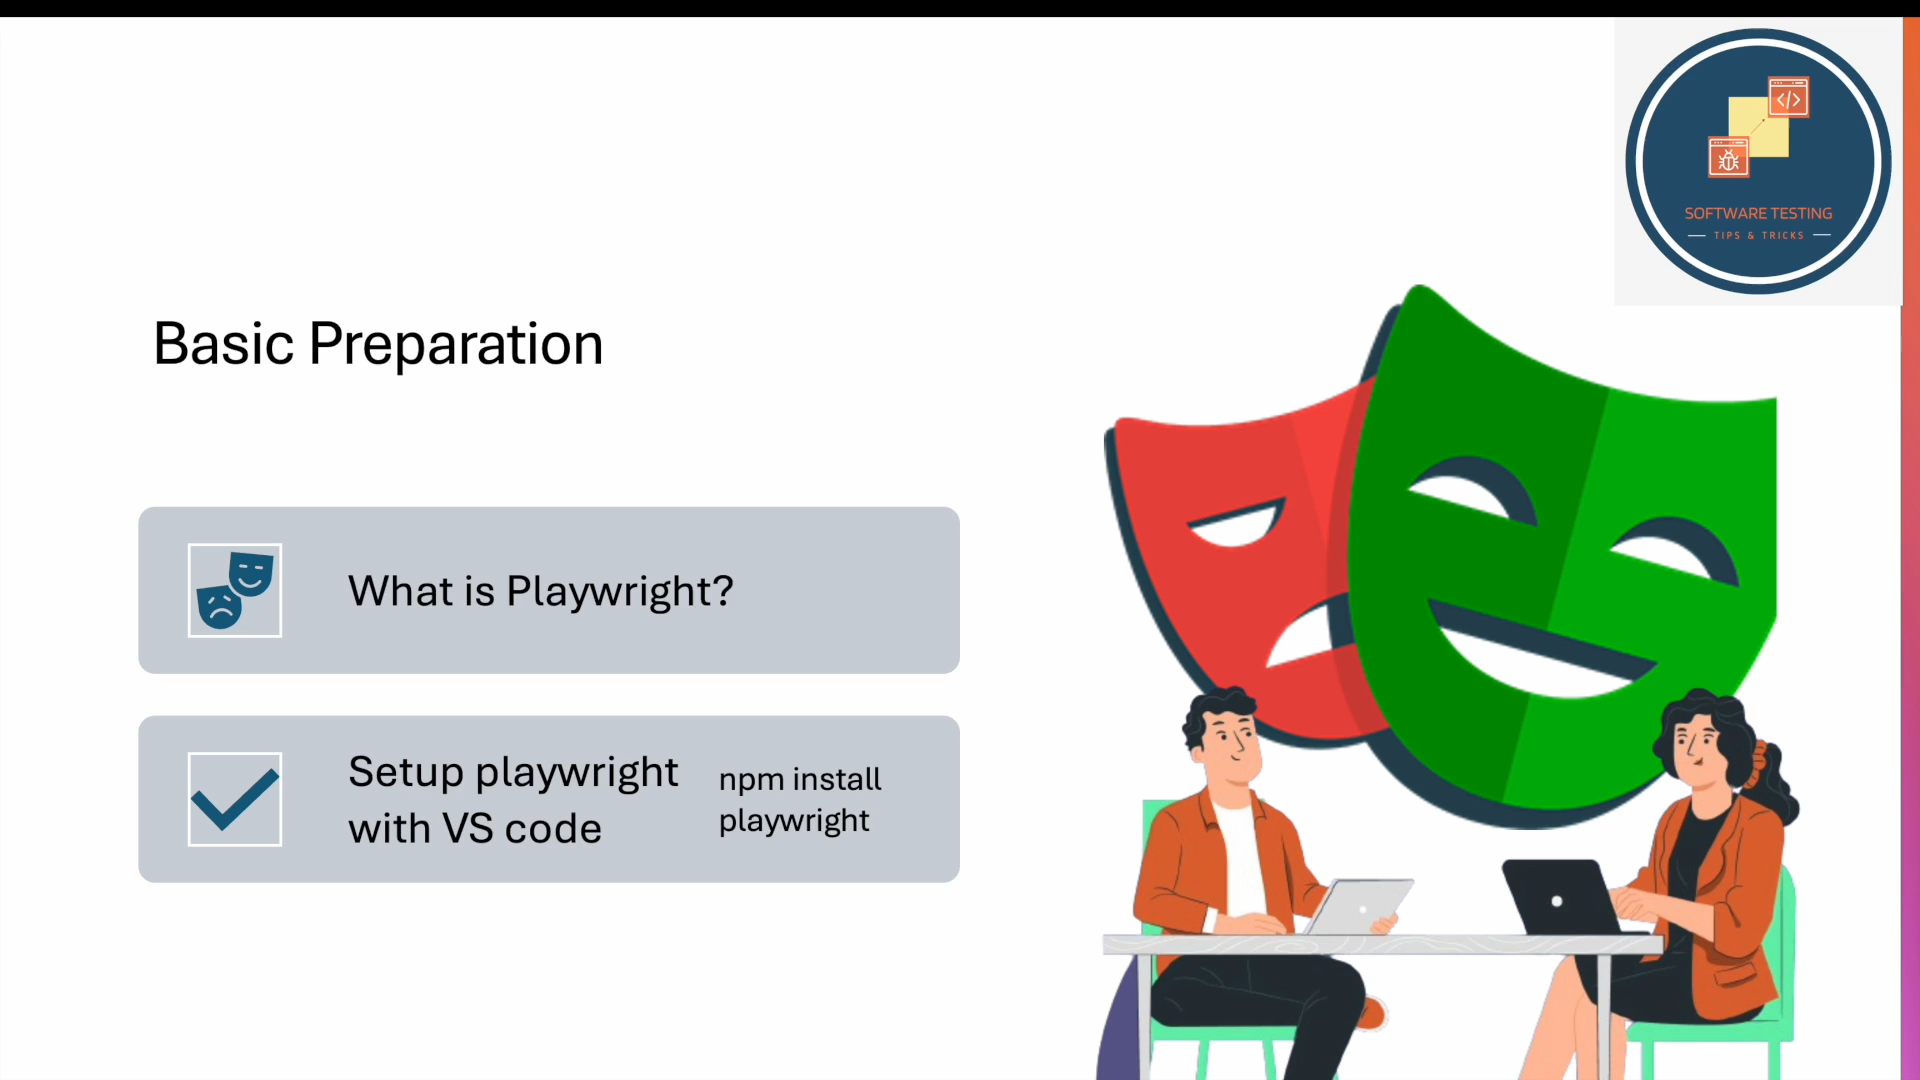 SOFTWARE TESTING
TIPS & TRICKS
Basic Preparation
What is Playwright?
Setup playwright
with VS code
npm install
playwright